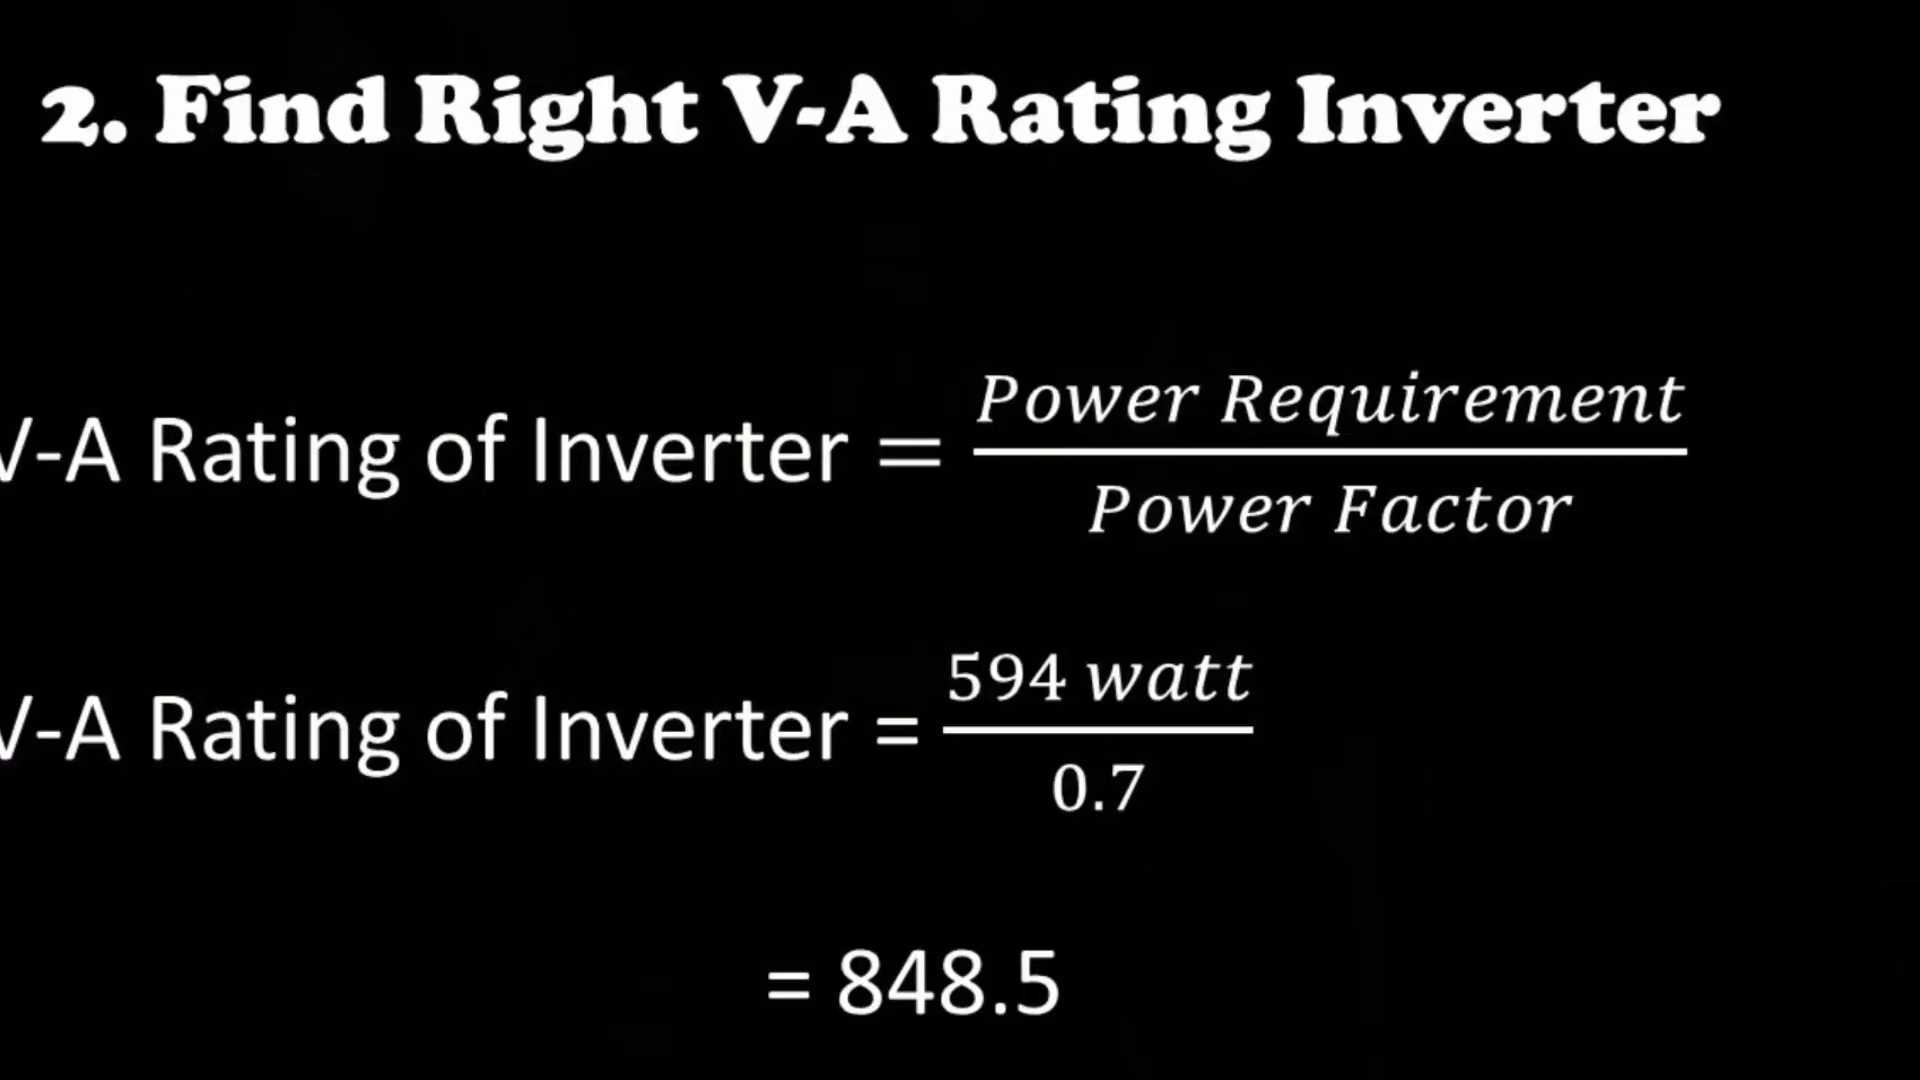 2. Find Right V-A Rating Inverter
V-A Rating of Inverter = Power Requirement / Power Factor
V-A Rating of Inverter = 594 watt / 0.7
= 848.5